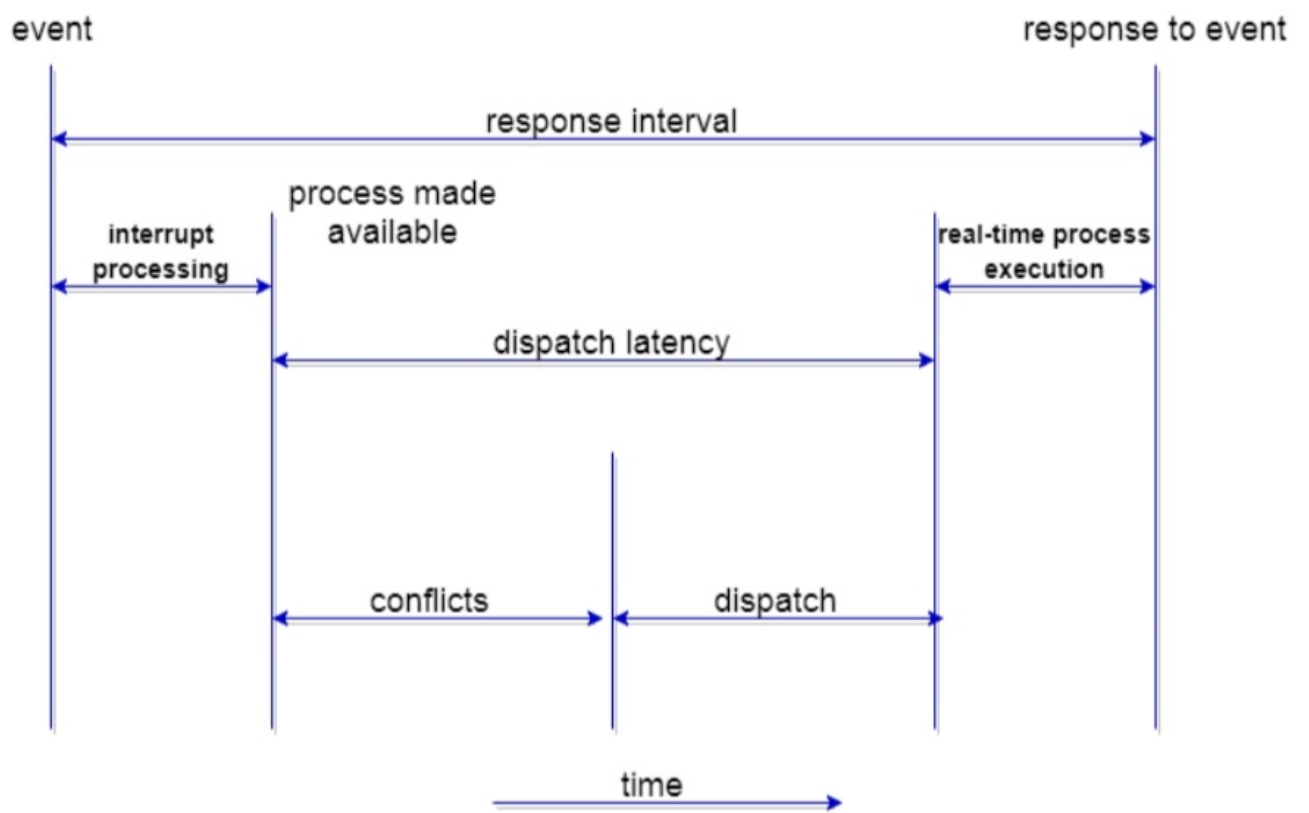 event
response to event
response interval
process made
available
interrupt
processing
real-time process
execution
dispatch latency
conflicts
dispatch
time